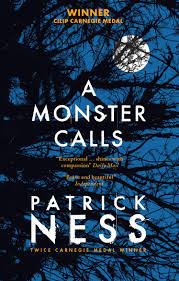 WINNER
CILIP CARNEGIE MEDAL
A
MONSTER
CALLS
'Exceptional ... shines with
compassion' Daily Mail
and beautiful'
Independent
PATRICK
NESS
TWICE CARNEGIE MEDAL WINNER